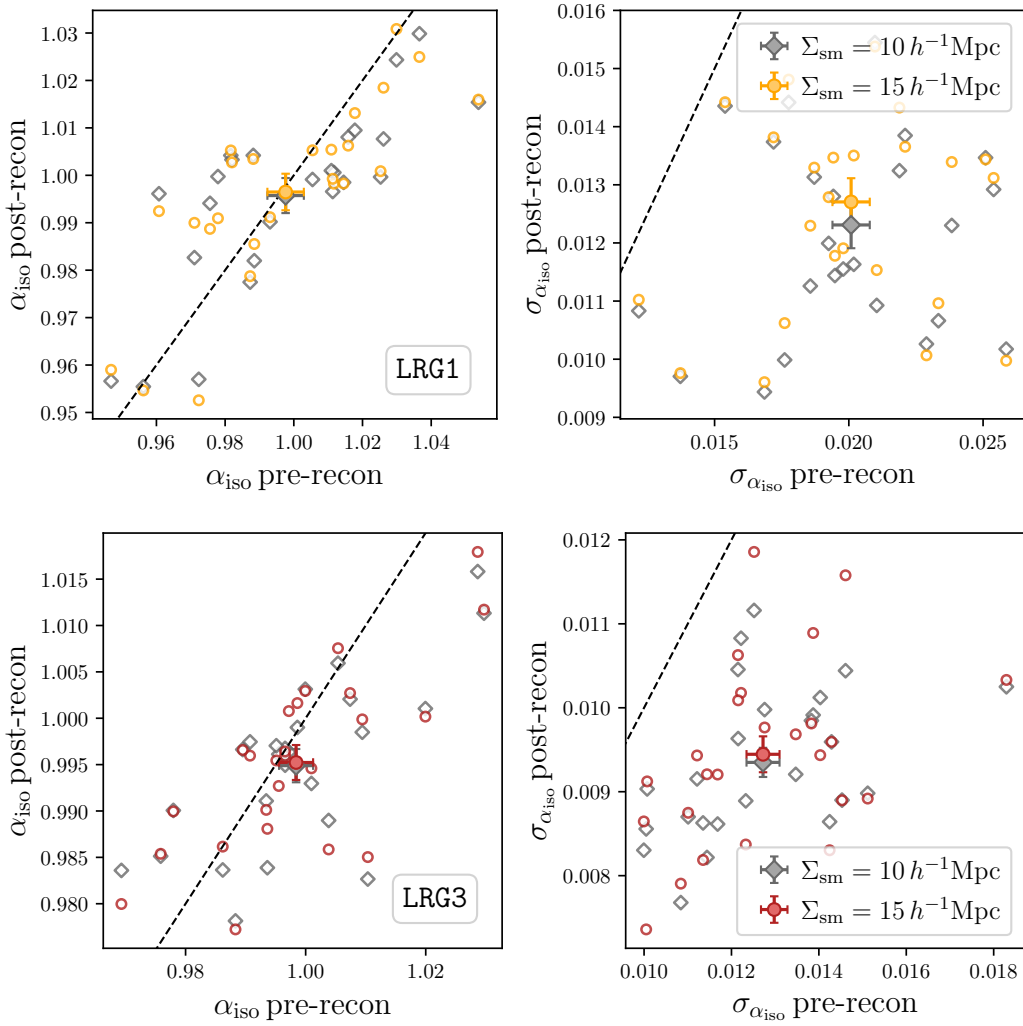 1.03
1.02
1.01
1.00
0.99
0.98
0.97
0.96
0.95
α_iso post-recon
LRG1
0.96 0.98 1.00 1.02 1.04
α_iso pre-recon
0.016
0.015
0.014
0.013
0.012
0.011
0.010
0.009
σ_α_iso post-recon
Σ_sm = 10 h⁻¹Mpc
Σ_sm = 15 h⁻¹Mpc
0.015 0.020 0.025
σ_α_iso pre-recon
1.015
1.010
1.005
1.000
0.995
0.990
0.985
0.980
α_iso post-recon
LRG3
0.98 1.00 1.02
α_iso pre-recon
0.012
0.011
0.010
0.009
0.008
σ_α_iso post-recon
Σ_sm = 10 h⁻¹Mpc
Σ_sm = 15 h⁻¹Mpc
0.010 0.012 0.014 0.016 0.018
σ_α_iso pre-recon